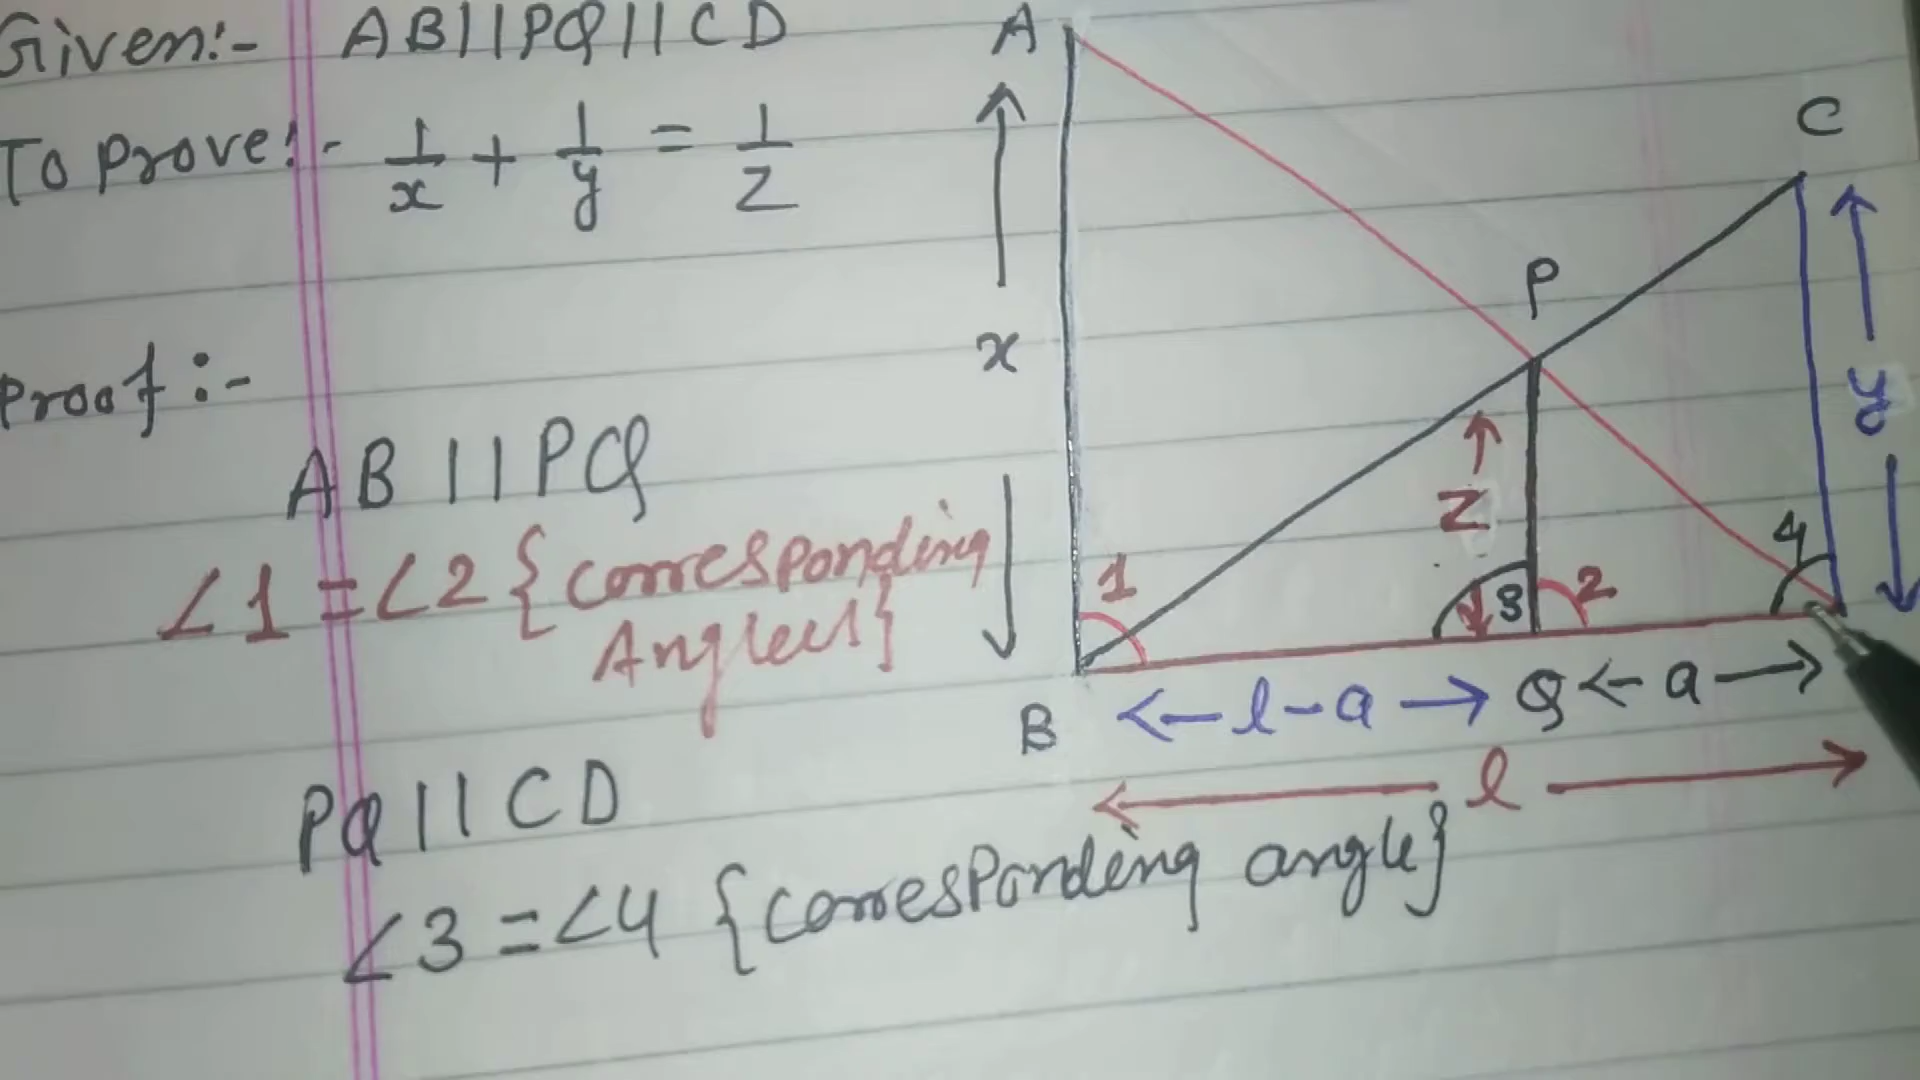 Given:- AB||PQ||CD
To Prove:- 1/x + 1/y = 1/z
Proof:-
AB||PQ
∠1=∠2 {corresponding
Angles}
PQ||CD
∠3=∠4 {corresponding angle}
A
C
P
x
y
z
1
3
2
4
B
l-a
Q
a
l